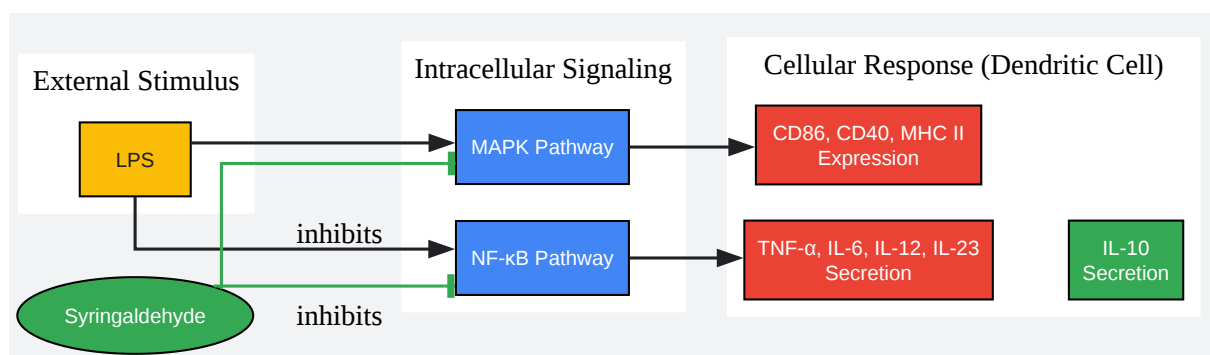 External Stimulus
LPS
Syringaldehyde
inhibits
inhibits
Intracellular Signaling
MAPK Pathway
NF-κB Pathway
Cellular Response (Dendritic Cell)
CD86, CD40, MHC II
Expression
TNF-α, IL-6, IL-12, IL-23
Secretion
IL-10
Secretion